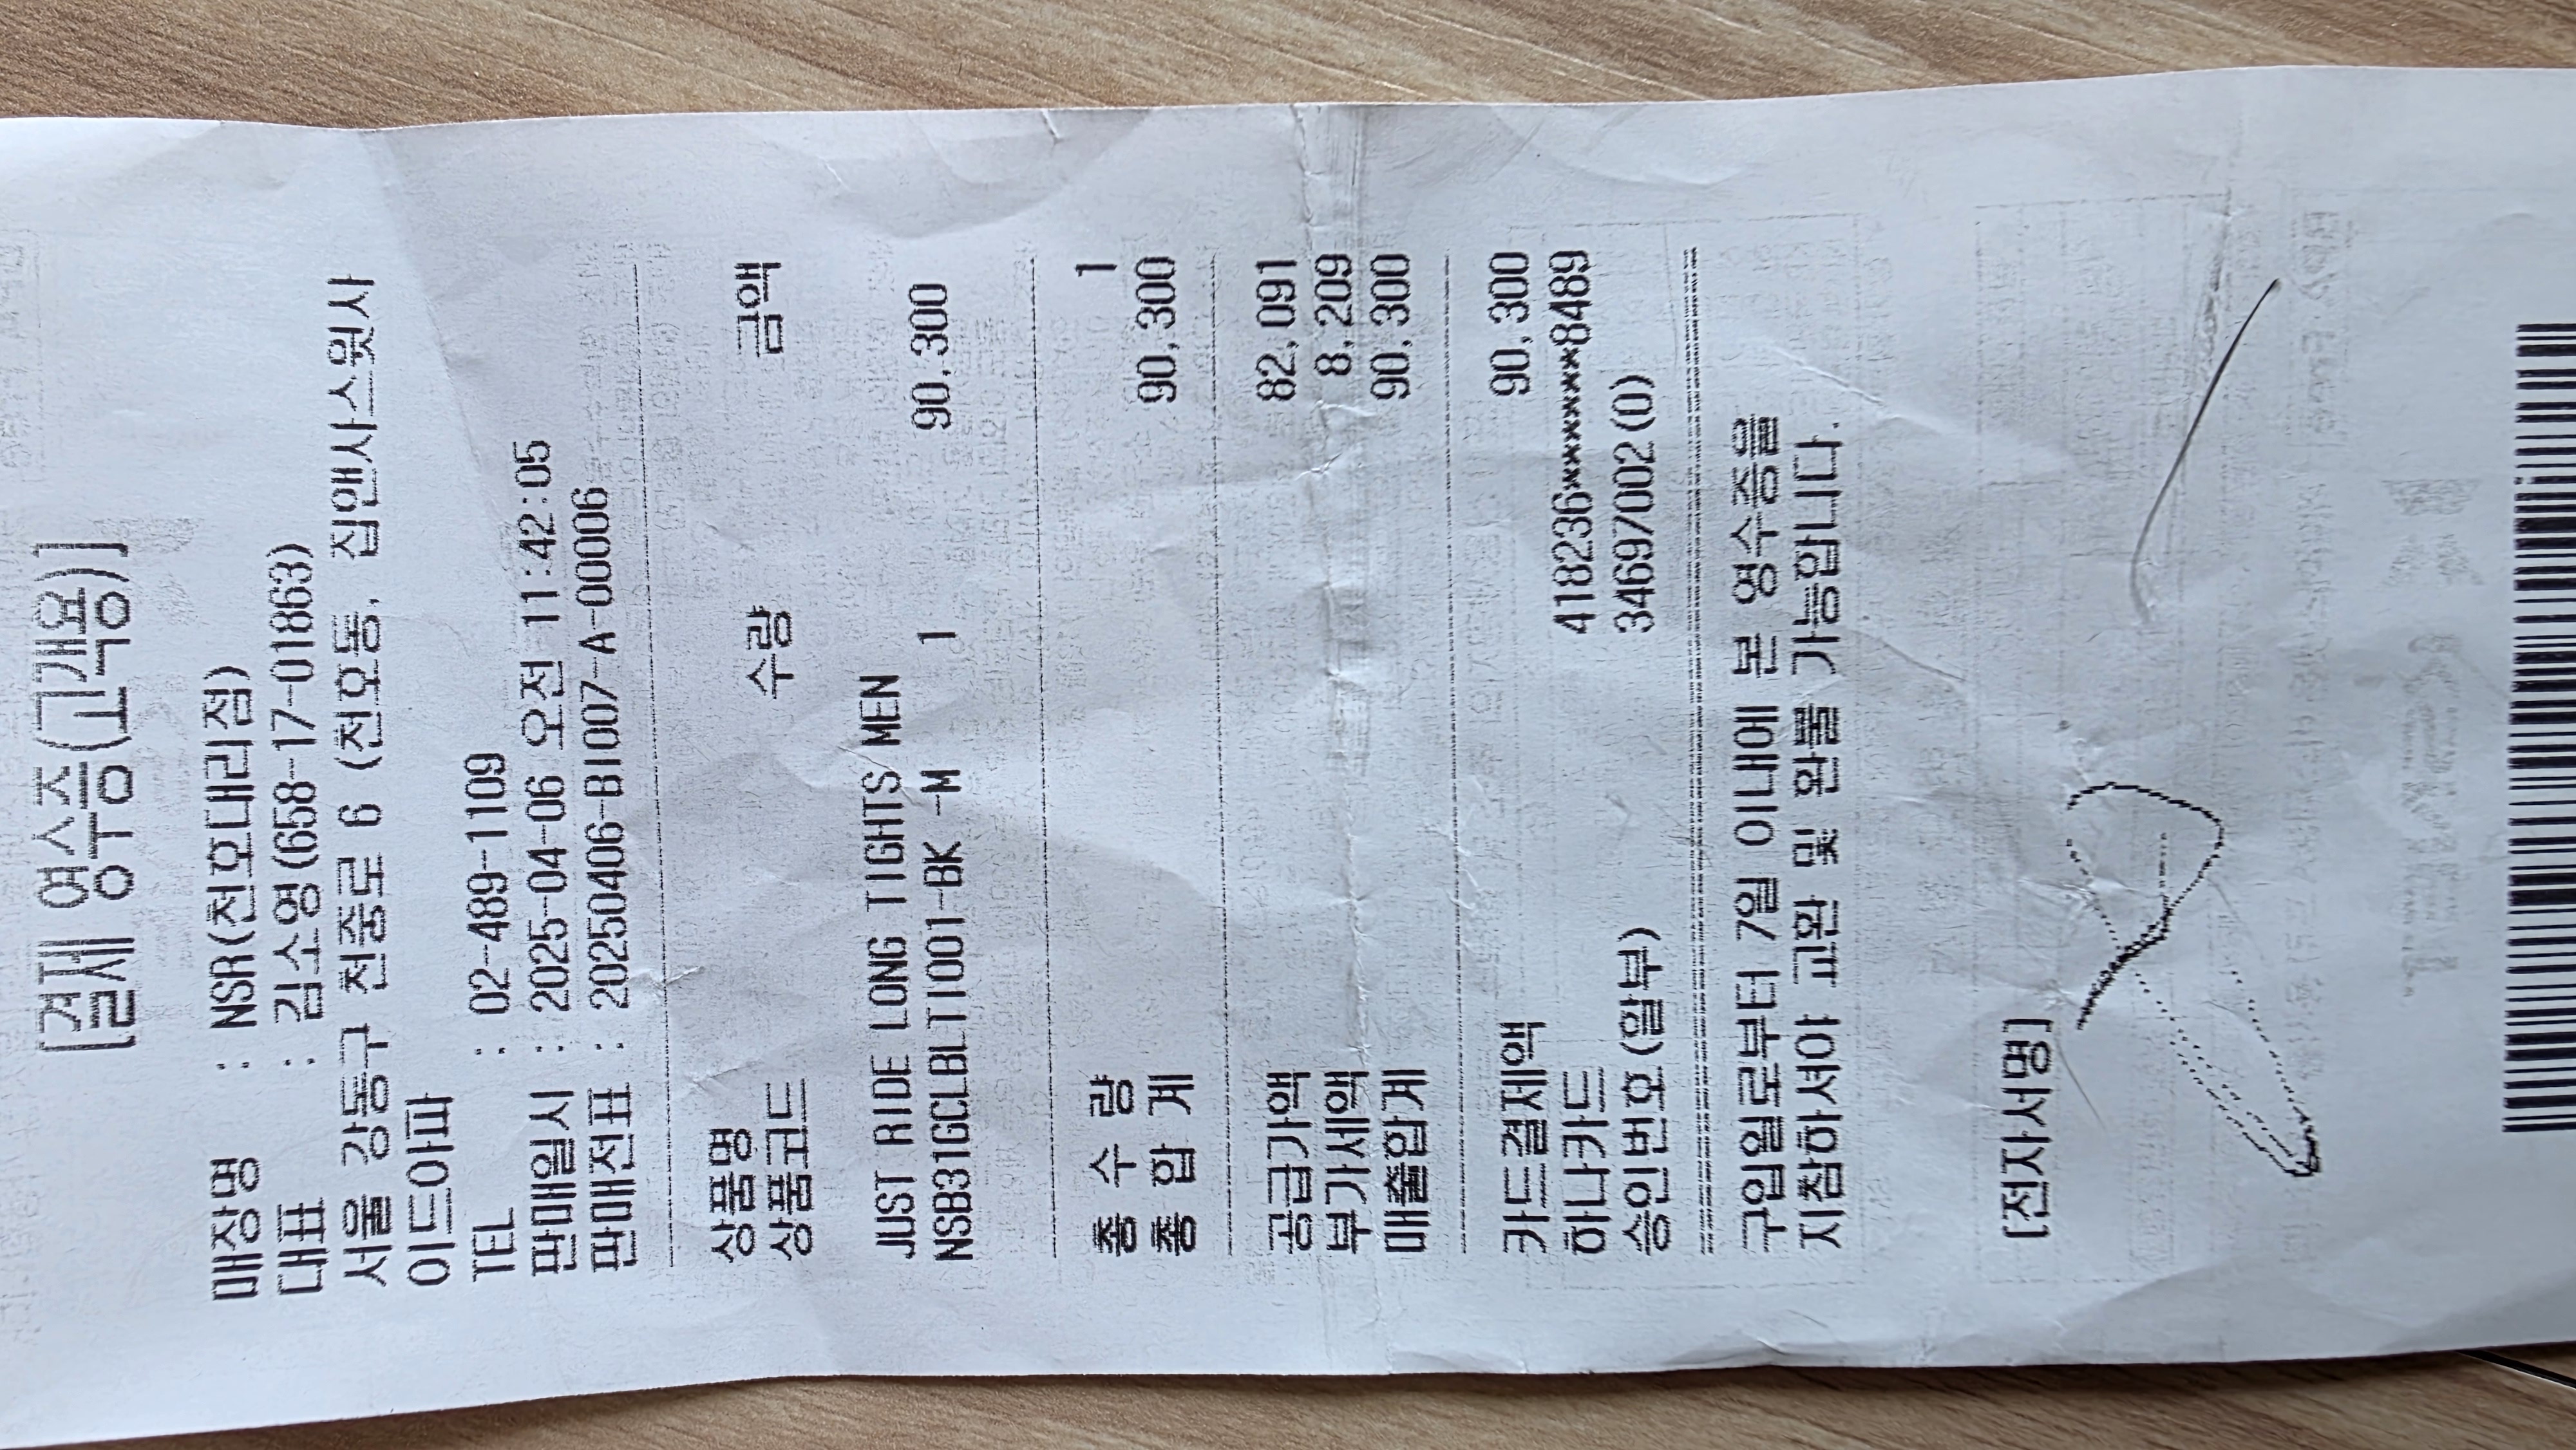 [결제 영수증(고객용)]
매장명 : NSR(천호대리점)
대표 : 김소영(658-17-01863)
서울 강동구 천중로 6 (천호동, 집앤사스윗사
이드아파
TEL : 02-489-1109
판매일시 : 2025-04-06 오전 11:42:05
판매전표 : 20250406-BI007-A-00006
상품명 수량 금액
상품코드
JUST RIDE LONG TIGHTS MEN
NSB31GCLBLTI001-BK -M 1 90,300
총 수 량 1
총 합 계 90,300
공급가액 82,091
부가세액 8,209
매출합계 90,300
카드결제액 90,300
하나카드 418236******8489
승인번호(할부) 34697002(0)
구입일로부터 7일 이내에 본 영수증을
지참하셔야 교환 및 환불 가능합니다.
[전자서명]